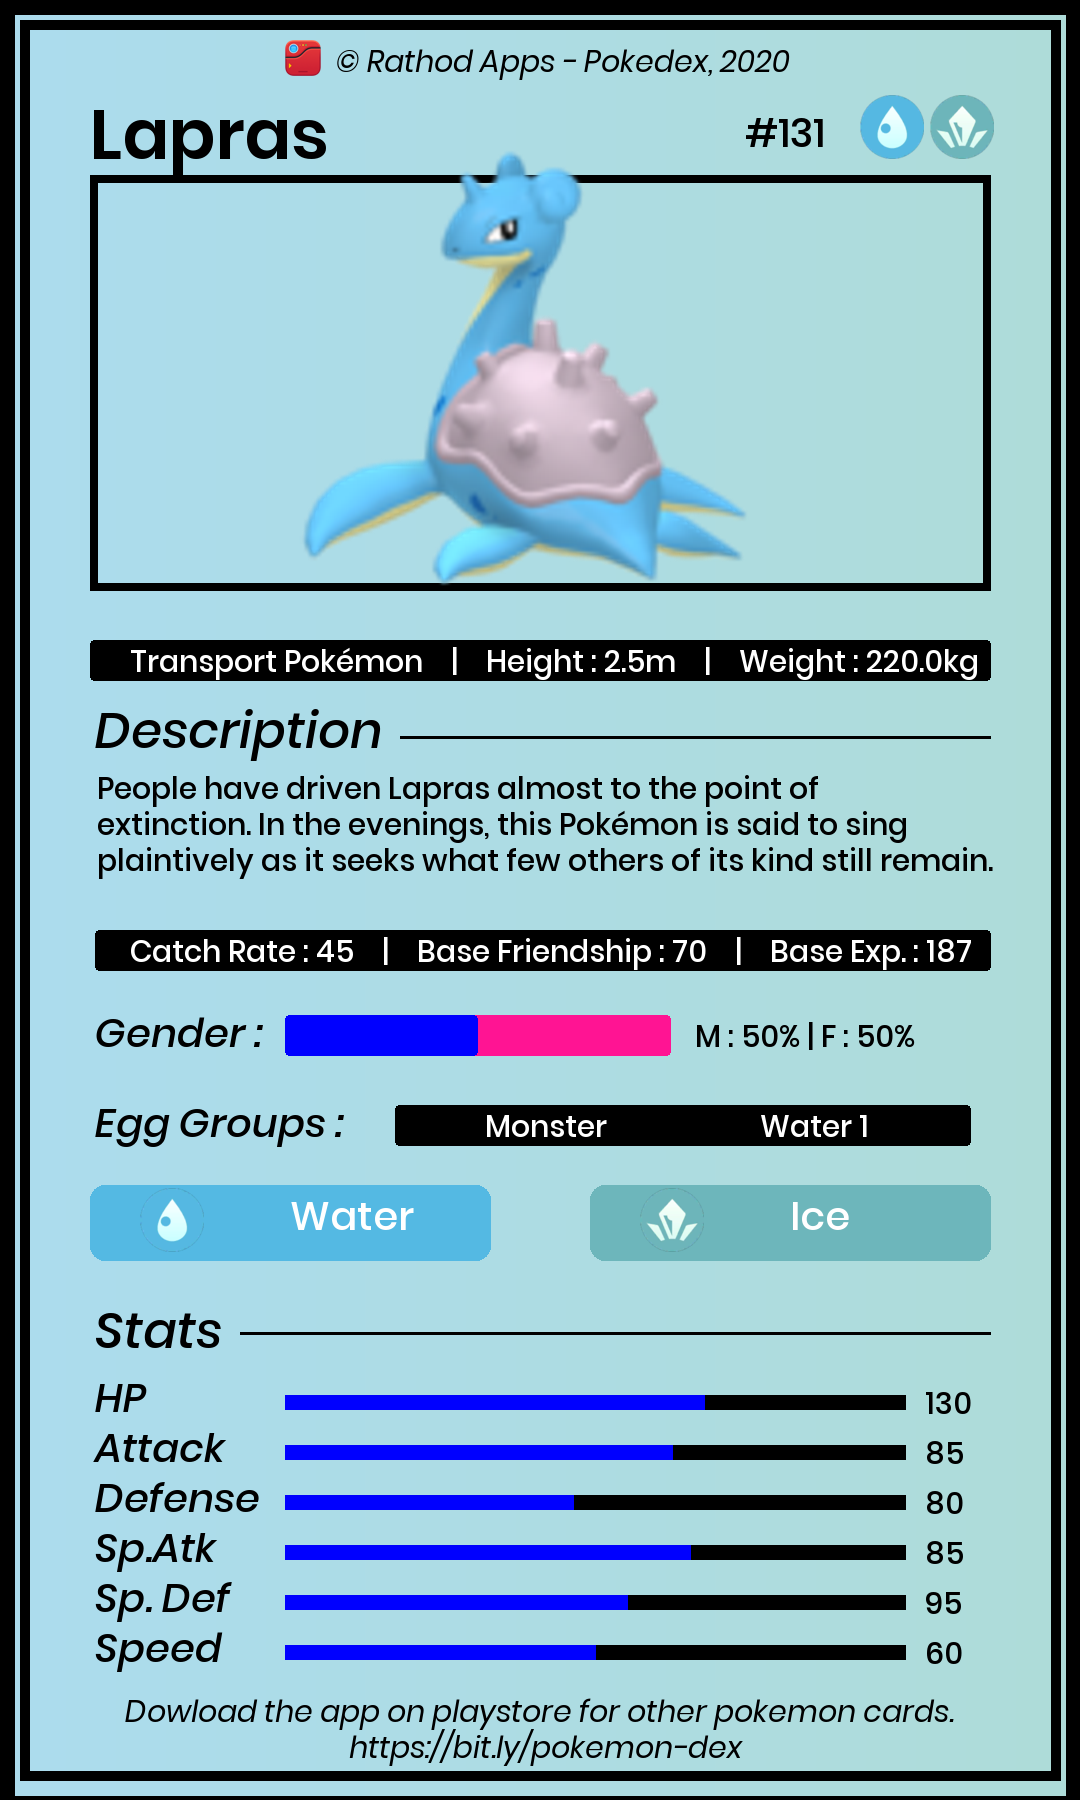 © Rathod Apps - Pokedex, 2020
Lapras
#131
Transport Pokémon | Height : 2.5m | Weight : 220.0kg
Description
People have driven Lapras almost to the point of
extinction. In the evenings, this Pokémon is said to sing
plaintively as it seeks what few others of its kind still remain.
Catch Rate : 45 | Base Friendship : 70 | Base Exp. : 187
Gender : M : 50% | F : 50%
Egg Groups : Monster Water 1
Water Ice
Stats
HP 130
Attack 85
Defense 80
Sp.Atk 85
Sp. Def 95
Speed 60
Dowload the app on playstore for other pokemon cards.
https://bit.ly/pokemon-dex